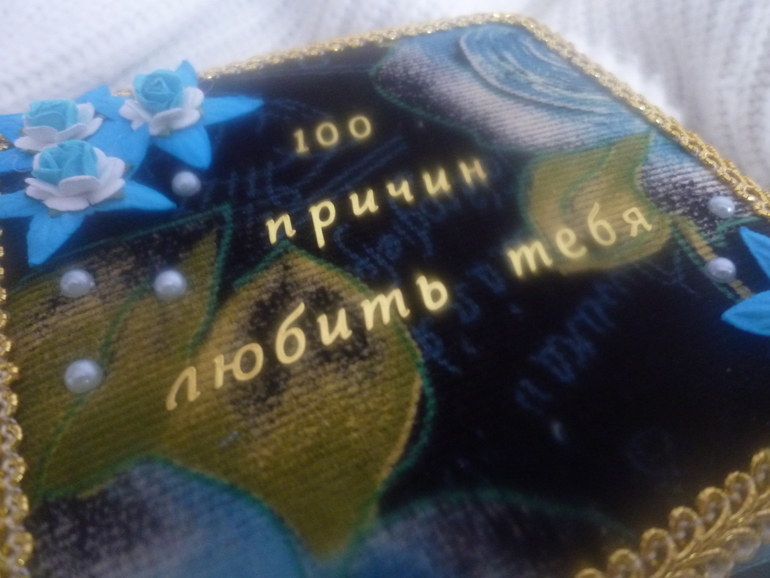 100
причин
любить тебя